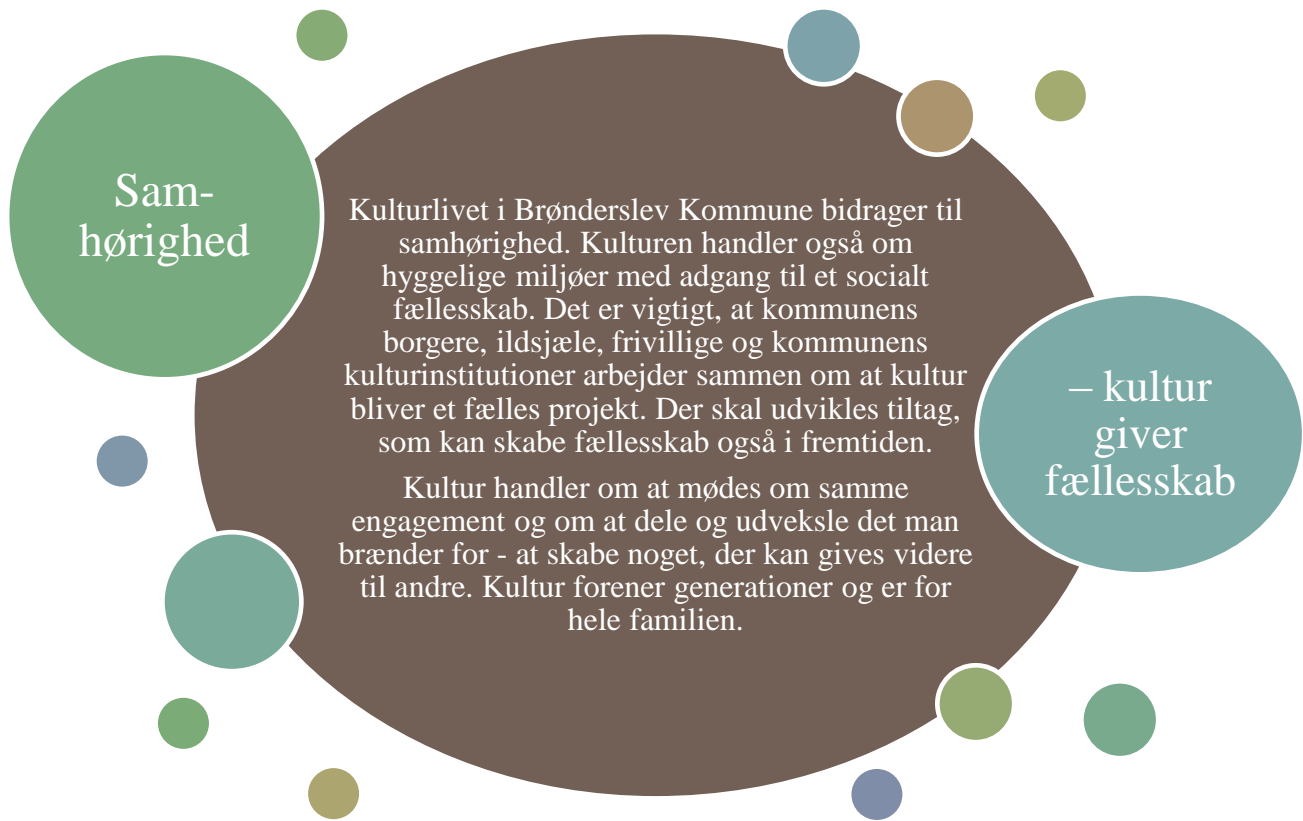 Sam-
hørighed
Kulturlivet i Brønderslev Kommune bidrager til
samhørighed. Kulturen handler også om
hyggelige miljøer med adgang til et socialt
fællesskab. Det er vigtigt, at kommunens
borgere, ildsjæle, frivillige og kommunens
kulturinstitutioner arbejder sammen om at kultur
bliver et fælles projekt. Der skal udvikles tiltag,
som kan skabe fællesskab også i fremtiden.
Kultur handler om at mødes om samme
engagement og om at dele og udveksle det man
brænder for - at skabe noget, der kan gives videre
til andre. Kultur forener generationer og er for
hele familien.
– kultur
giver
fællesskab